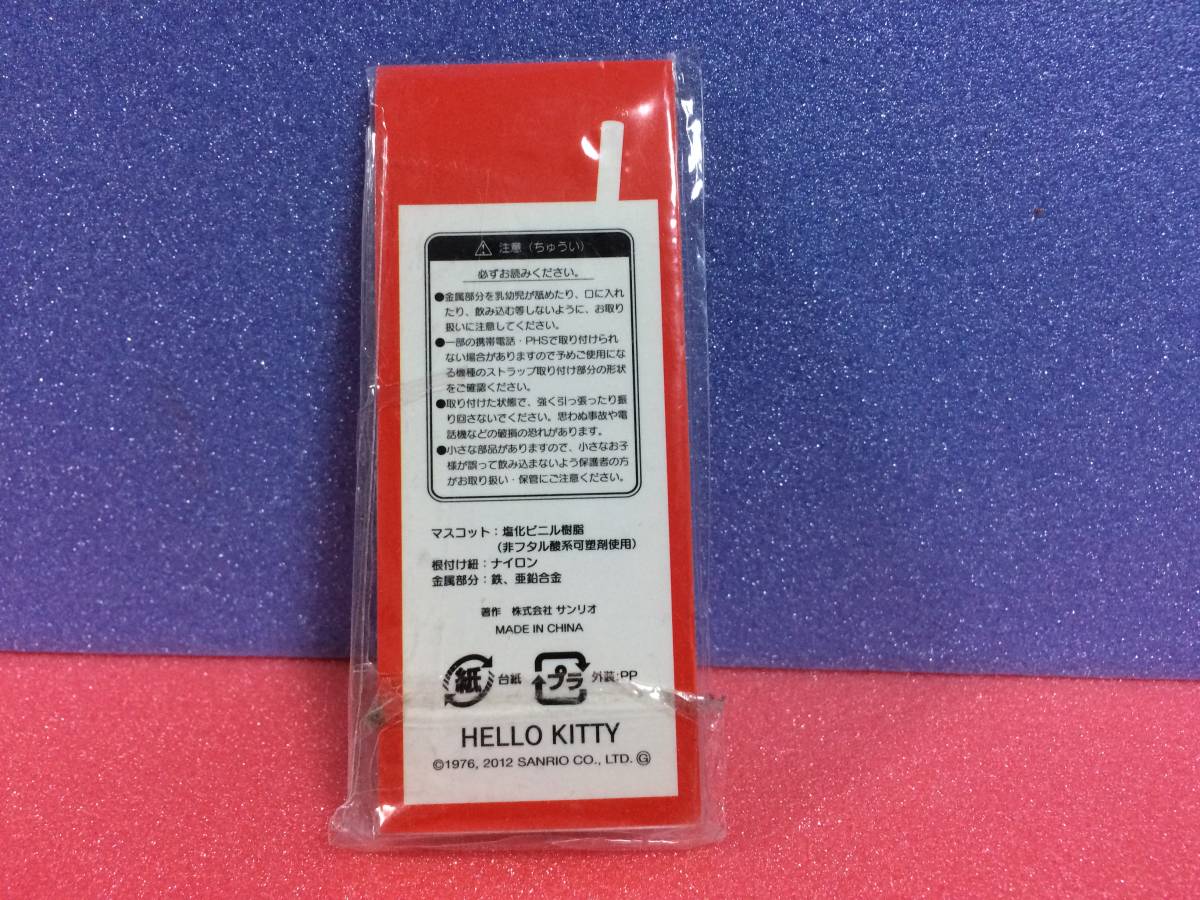 注意（ちゅうい）
必ずお読みください。
●金属部分を乳幼児が舐めたり、口に入れ
たり、飲み込む等しないように、お取り
扱いに注意してください。
●一部の携帯電話・PHSで取り付けられ
ない場合がありますので予めご使用にな
る機種のストラップ取り付け部分の形状
をご確認ください。
●取り付けた状態で、強く引っ張ったり振
り回さないでください。思わぬ事故や電
話機などの破損の恐れがあります。
●小さな部品がありますので、小さなお子
様が誤って飲み込まないよう保護者の方
がお取り扱い・保管にご注意ください。
マスコット：塩化ビニル樹脂
（非フタル酸系可塑剤使用）
根付け紐：ナイロン
金属部分：鉄、亜鉛合金
著作 株式会社 サンリオ
MADE IN CHINA
紙 台紙 プラ 外装:PP
HELLO KITTY
©1976, 2012 SANRIO CO., LTD. Ⓖ